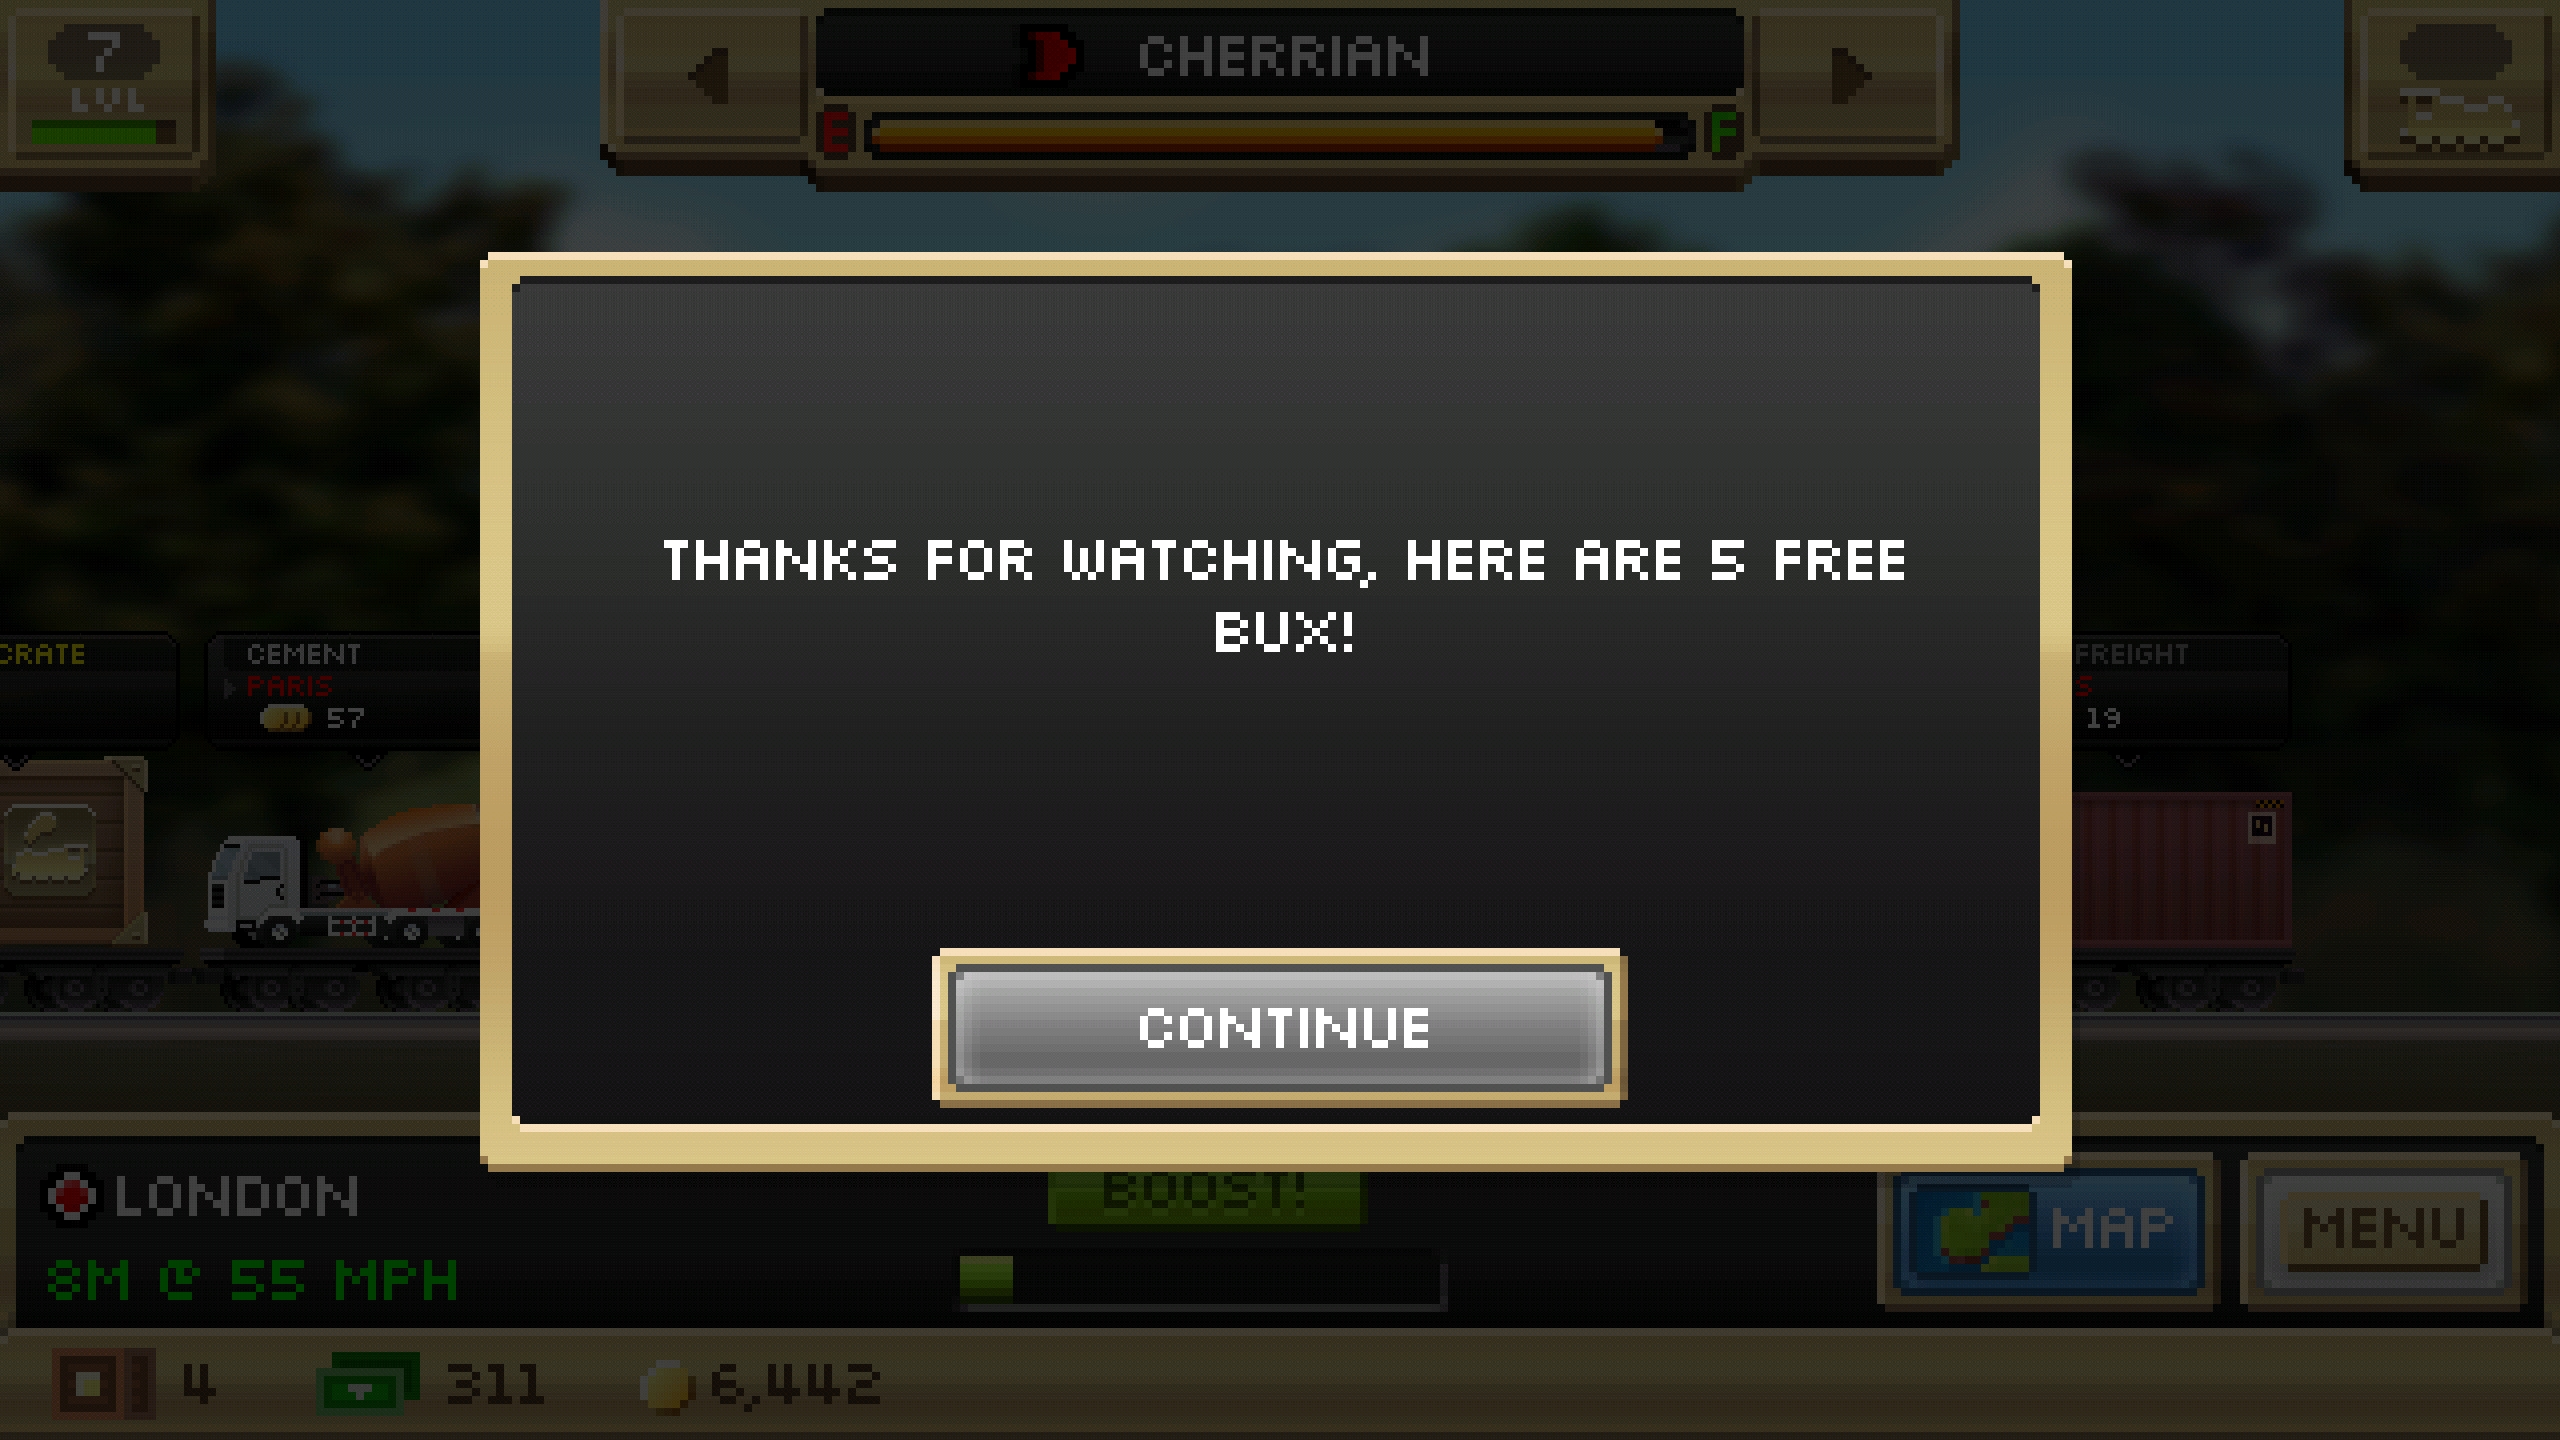 7
LVL
CHERRIAN
E
F
THANKS FOR WATCHING, HERE ARE 5 FREE
BUX!
CRATE
CEMENT
PARIS
57
FREIGHT
S
19
CONTINUE
LONDON
8M @ 55 MPH
BOOST!
MAP
MENU
4
311
6,442